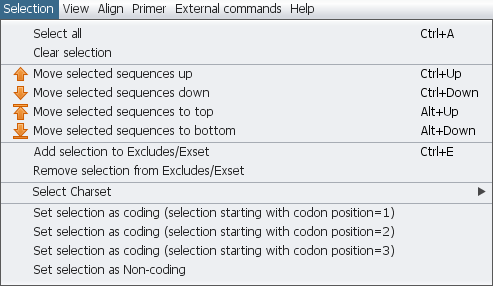 Selection View Align Primer External commands Help
Select all Ctrl+A
Clear selection
Move selected sequences up Ctrl+Up
Move selected sequences down Ctrl+Down
Move selected sequences to top Alt+Up
Move selected sequences to bottom Alt+Down
Add selection to Excludes/Exset Ctrl+E
Remove selection from Excludes/Exset
Select Charset
Set selection as coding (selection starting with codon position=1)
Set selection as coding (selection starting with codon position=2)
Set selection as coding (selection starting with codon position=3)
Set selection as Non-coding